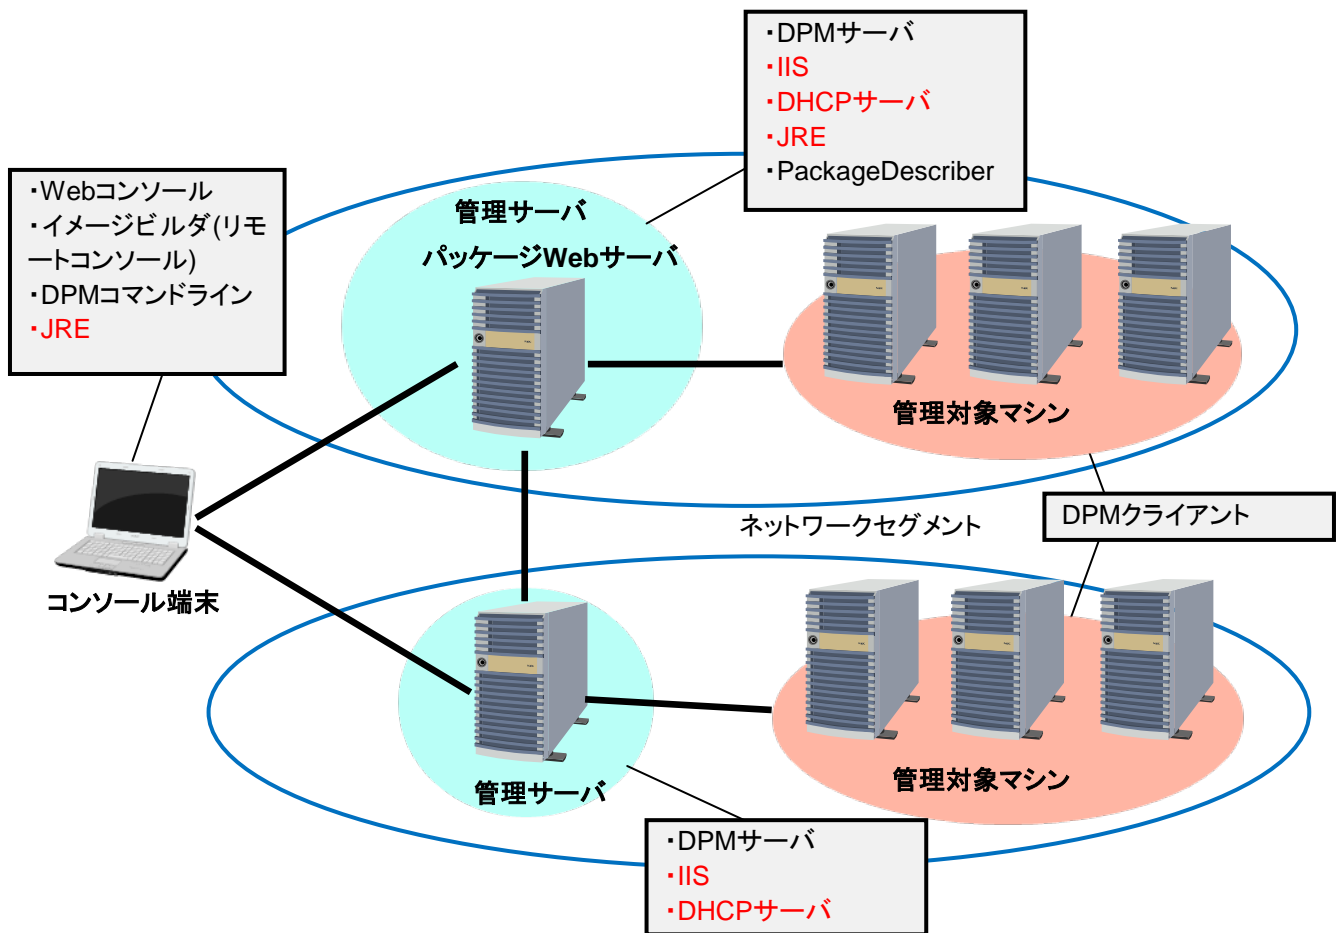 ・DPMサーバ
・IIS
・DHCPサーバ
・JRE
・PackageDescriber
・Webコンソール
・イメージビルダ(リモ
ートコンソール)
・DPMコマンドライン
・JRE
管理サーバ
パッケージWebサーバ
管理対象マシン
ネットワークセグメント
DPMクライアント
コンソール端末
管理サーバ
管理対象マシン
・DPMサーバ
・IIS
・DHCPサーバ